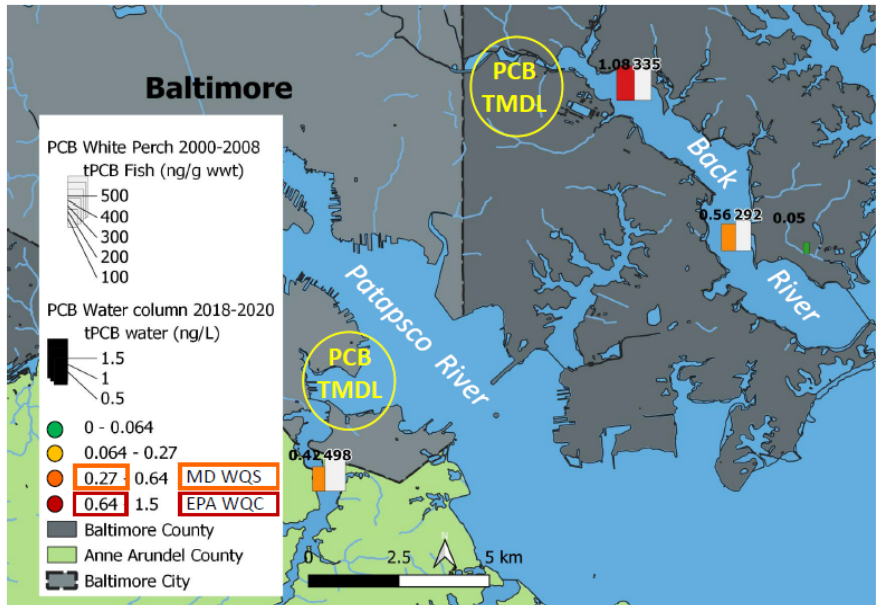 Baltimore
PCB
TMDL
1.08 335
Back
0.56 292
0.05
River
Patapsco River
PCB
TMDL
0.42 498
PCB White Perch 2000-2008
tPCB Fish (ng/g wwt)
500
400
300
200
100
PCB Water column 2018-2020
tPCB water (ng/L)
1.5
1
0.5
0 - 0.064
0.064 - 0.27
0.27 - 0.64 MD WQS
0.64 - 1.5 EPA WQC
Baltimore County
Anne Arundel County
Baltimore City
N
0 2.5 5 km